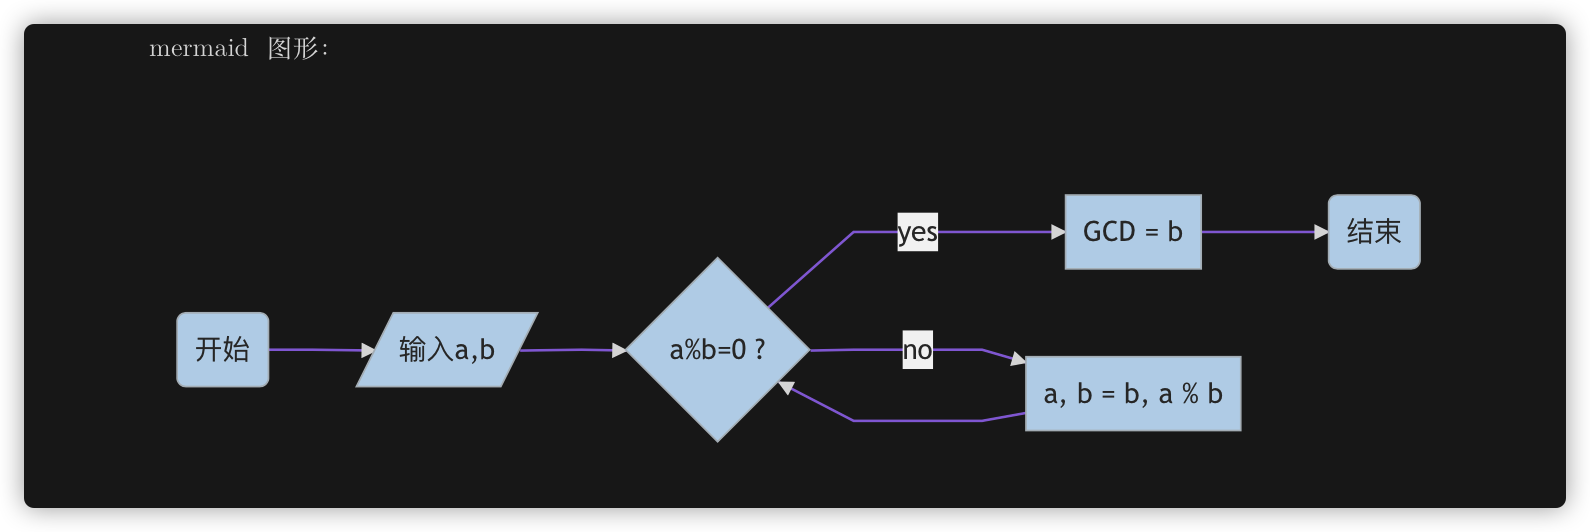 mermaid 图形:
开始
输入a,b
a%b=0 ?
yes
GCD = b
结束
no
a, b = b, a % b